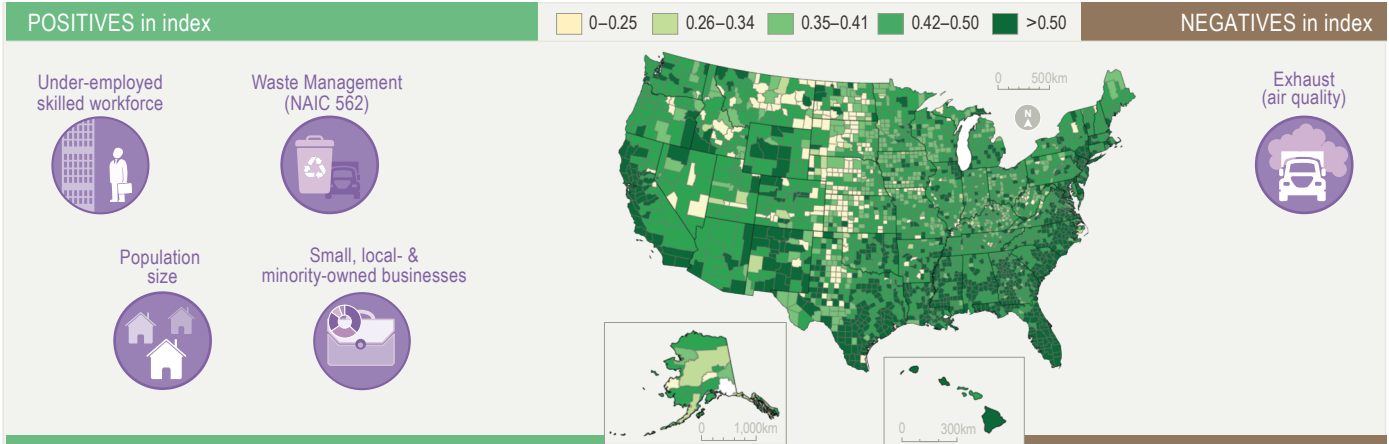 POSITIVES in index
0–0.25
0.26–0.34
0.35–0.41
0.42–0.50
>0.50
NEGATIVES in index
Under-employed
skilled workforce
Waste Management
(NAIC 562)
Population
size
Small, local- &
minority-owned businesses
0 500km
N
Exhaust
(air quality)
0 1,000km
0 300km